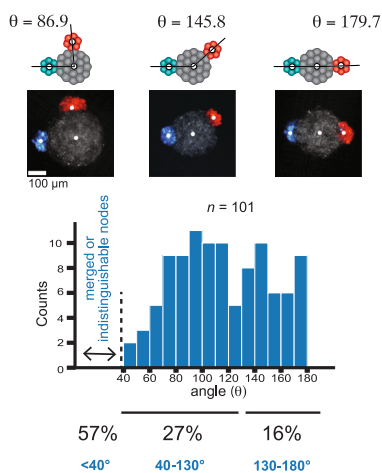 θ = 86.9 θ = 145.8 θ = 179.7
100 µm
n = 101
merged or
indistinguishable nodes
Counts
10
8
6
4
2
0
40 60 80 100 120 140 160 180
angle (θ)
57% 27% 16%
<40° 40-130° 130-180°